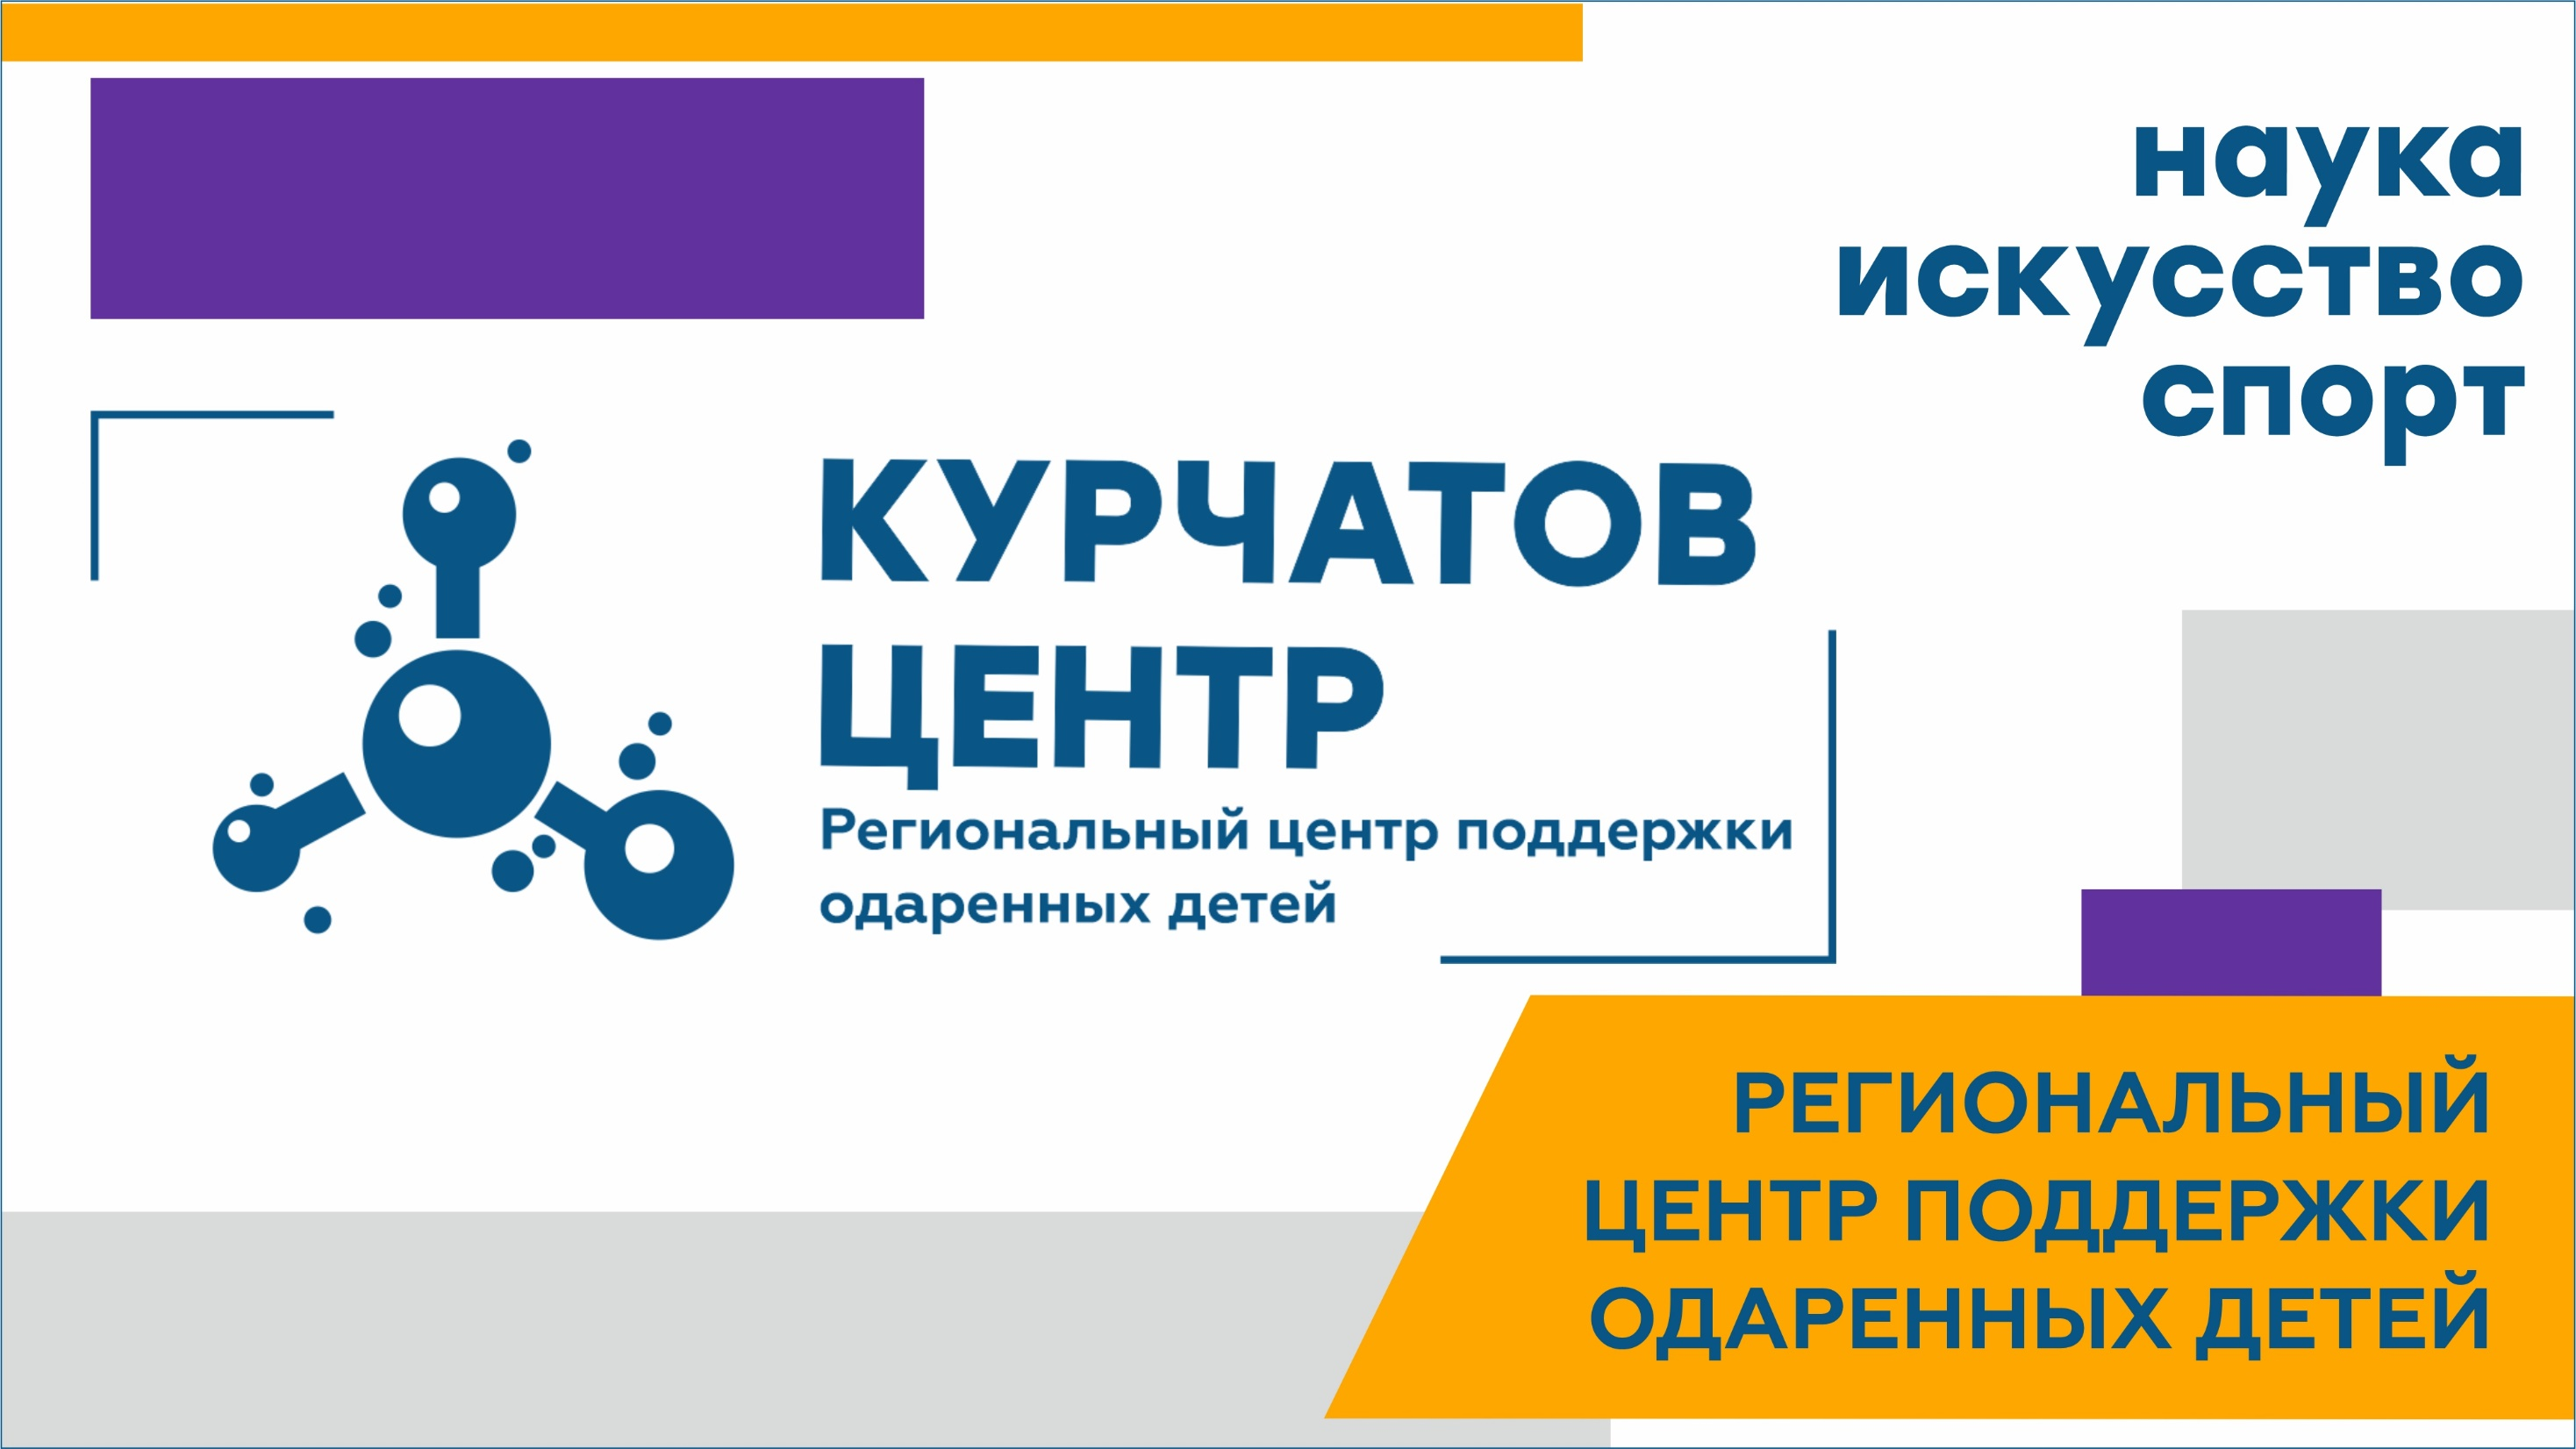 наука
искусство
спорт
КУРЧАТОВ
ЦЕНТР
Региональный центр поддержки
одаренных детей
РЕГИОНАЛЬНЫЙ
ЦЕНТР ПОДДЕРЖКИ
ОДАРЕННЫХ ДЕТЕЙ